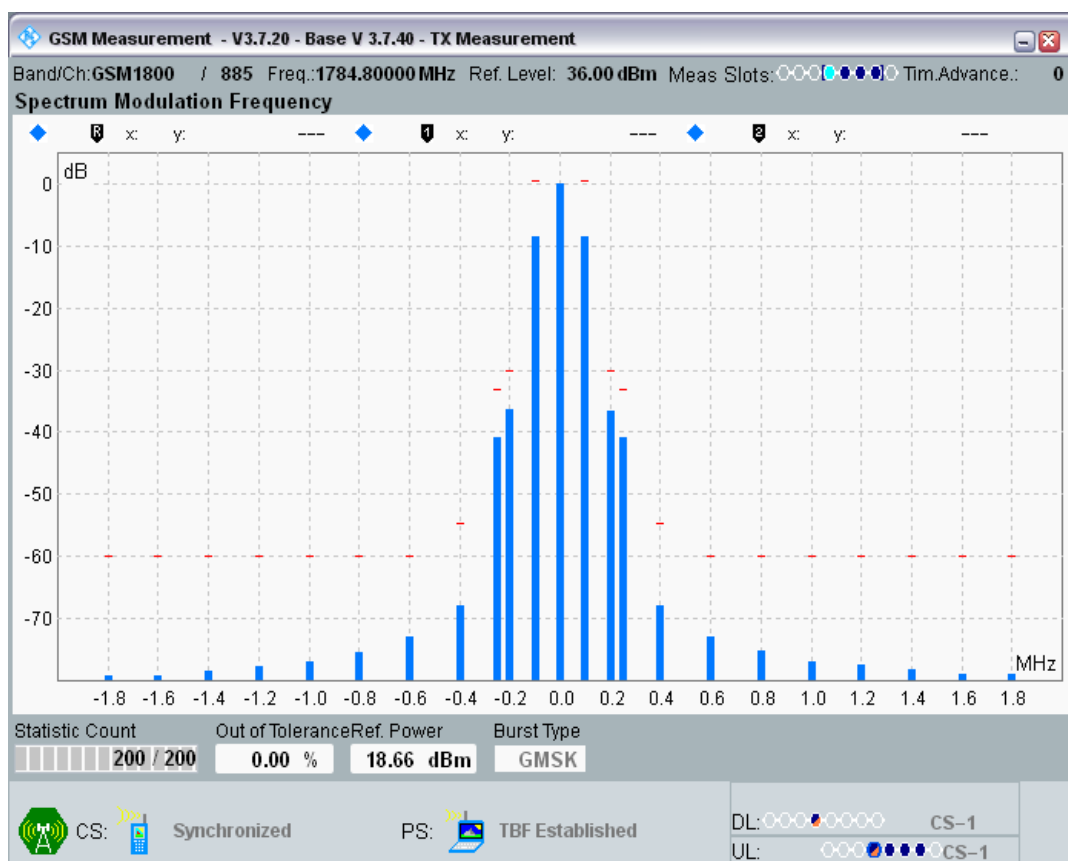 GSM Measurement - V3.7.20 - Base V 3.7.40 - TX Measurement
Band/Ch:GSM1800 / 885 Freq.:1784.80000 MHz Ref. Level: 36.00 dBm Meas Slots: Tim.Advance.: 0
Spectrum Modulation Frequency
R x: y: --- 1 x: y: --- 2 x: y: ---
dB
0
-10
-20
-30
-40
-50
-60
-70
MHz
-1.8 -1.6 -1.4 -1.2 -1.0 -0.8 -0.6 -0.4 -0.2 0.0 0.2 0.4 0.6 0.8 1.0 1.2 1.4 1.6 1.8
Statistic Count Out of Tolerance Ref. Power Burst Type
200 / 200 0.00 % 18.66 dBm GMSK
CS: Synchronized PS: TBF Established
DL: CS-1
UL: CS-1